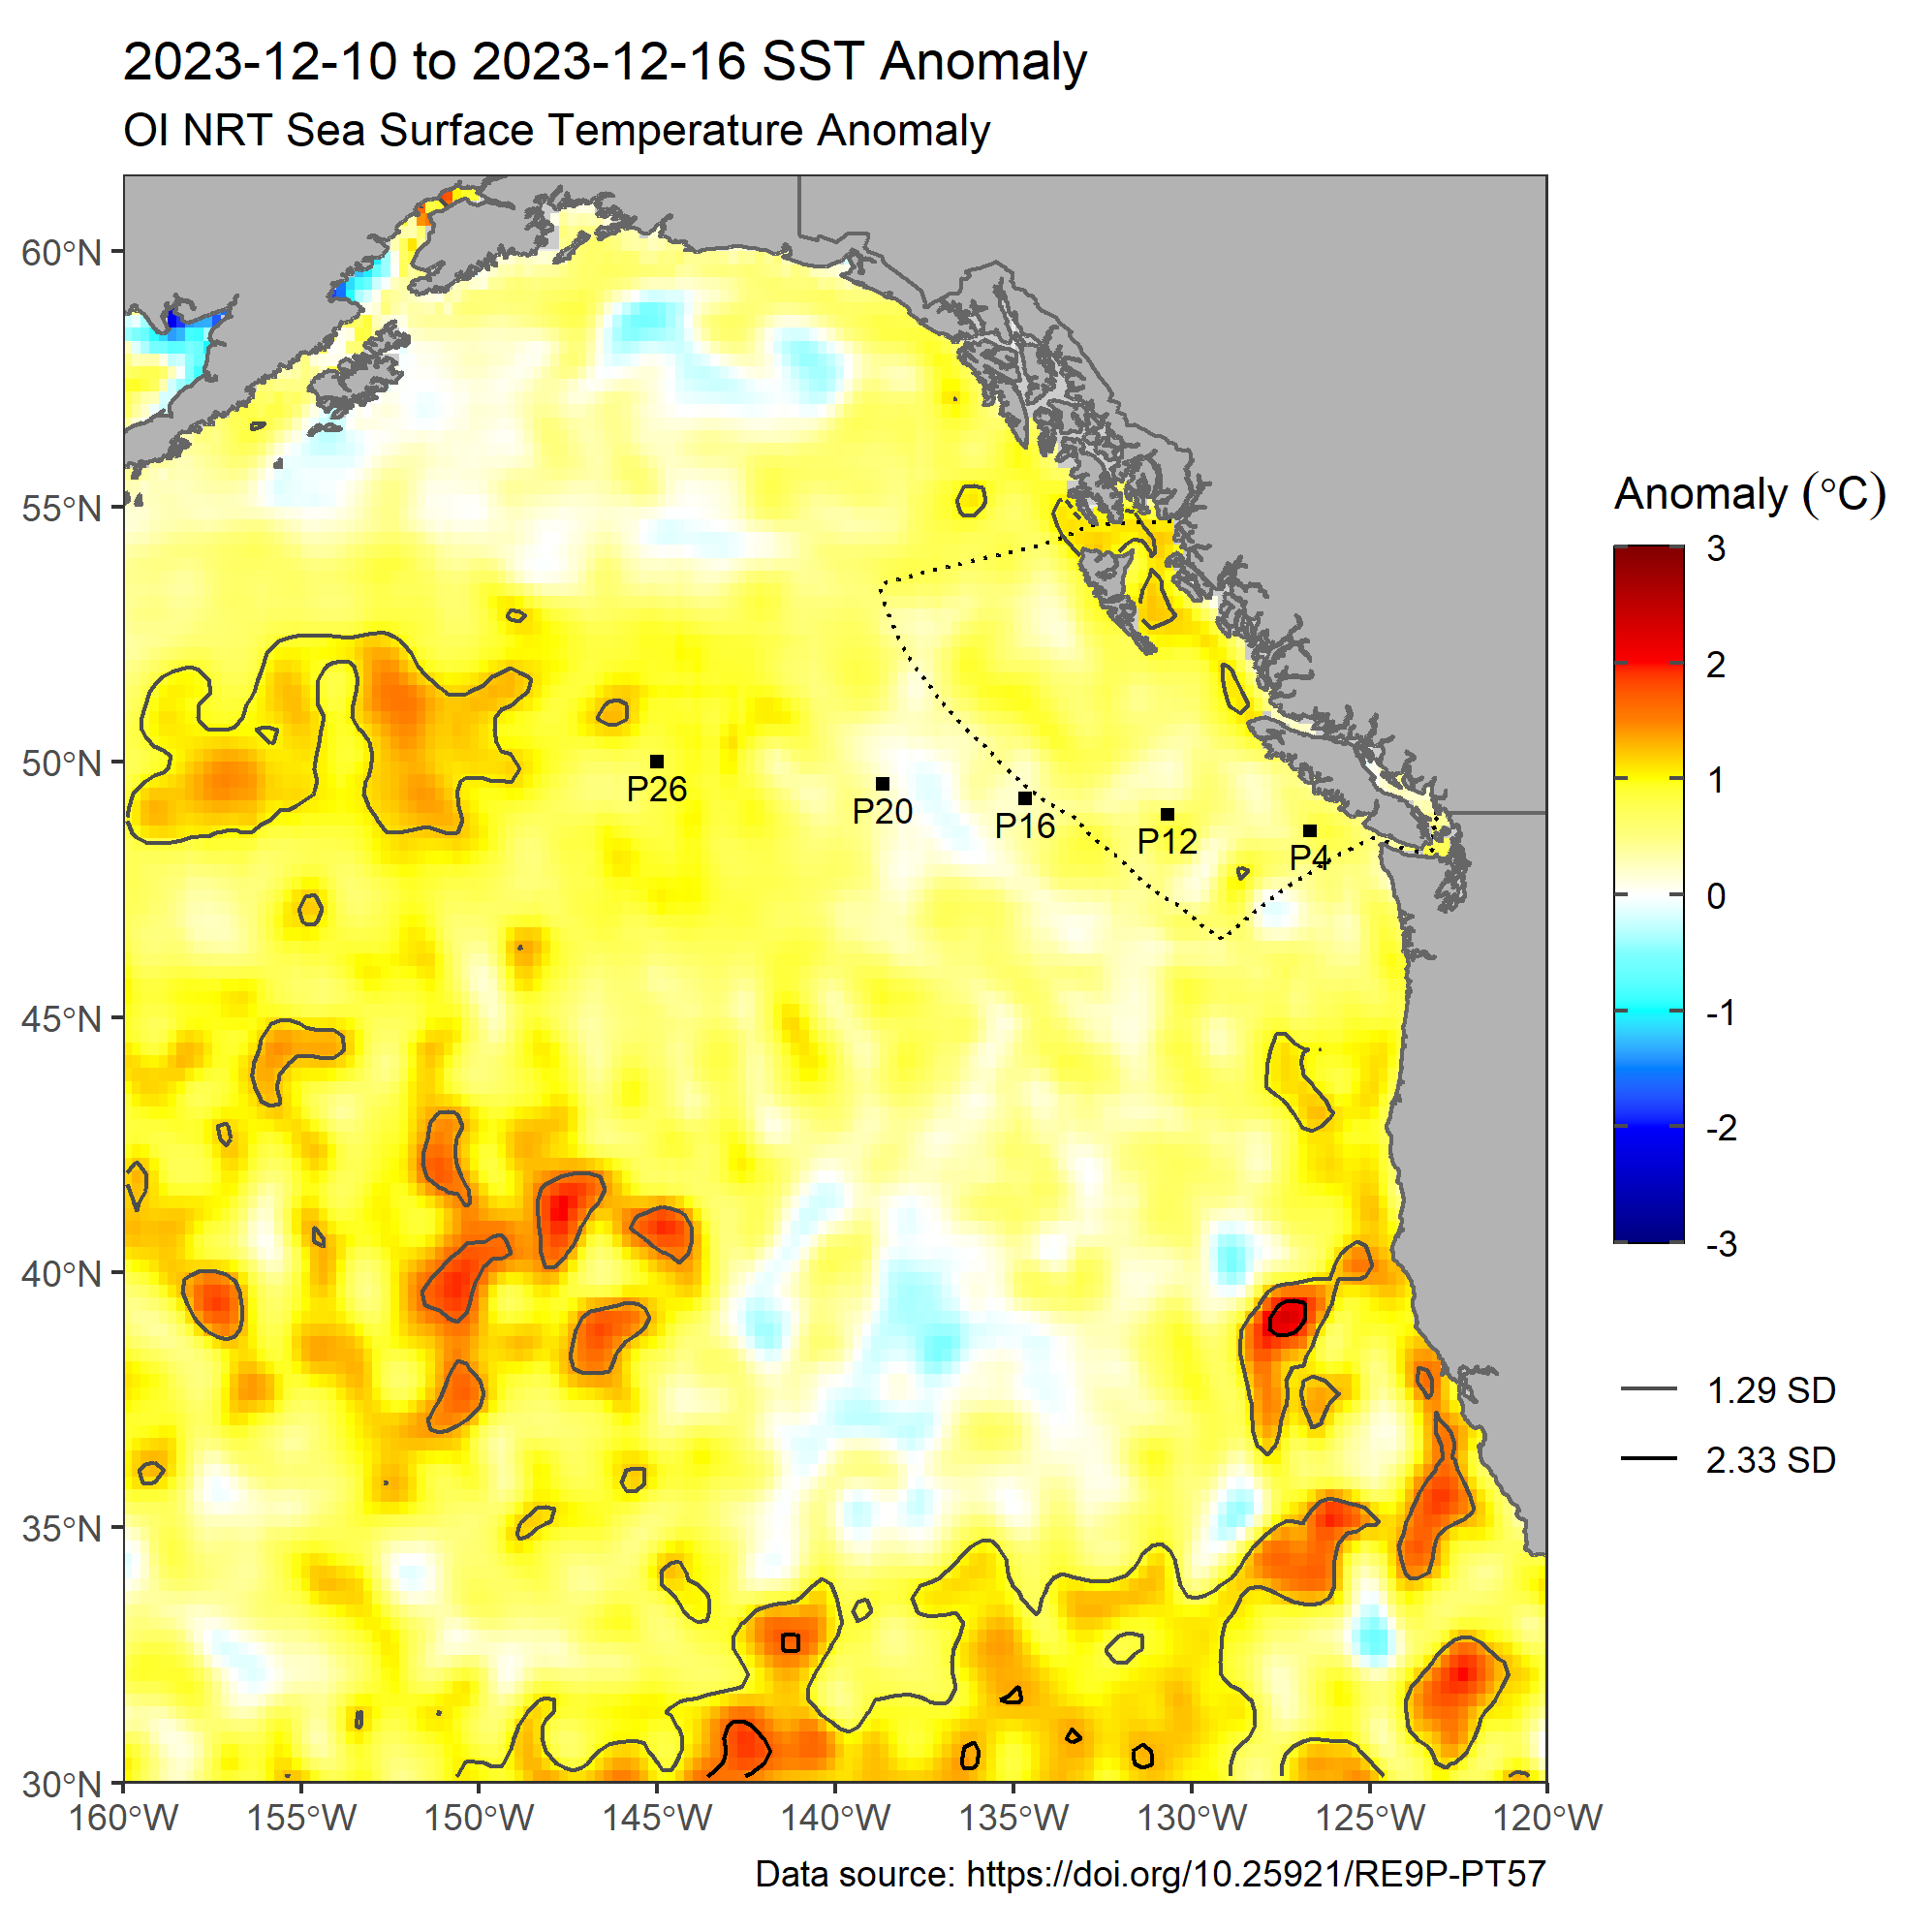 2023-12-10 to 2023-12-16 SST Anomaly
OI NRT Sea Surface Temperature Anomaly
60°N
55°N
50°N
45°N
40°N
35°N
30°N
160°W
155°W
150°W
145°W
140°W
135°W
130°W
125°W
120°W
P26
P20
P16
P12
P4
Anomaly (°C)
3
2
1
0
-1
-2
-3
1.29 SD
2.33 SD
Data source: https://doi.org/10.25921/RE9P-PT57